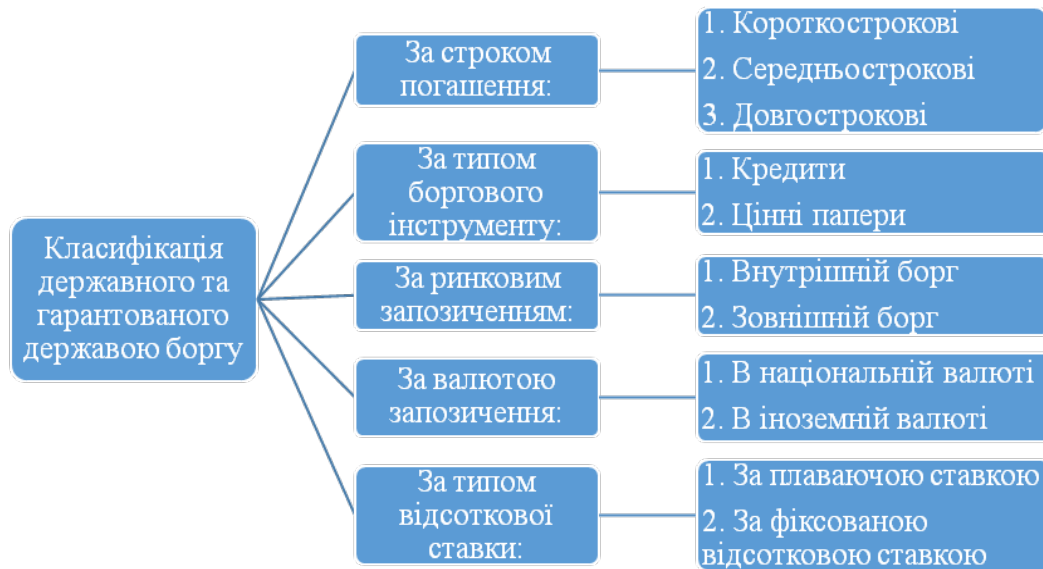 Класифікація
державного та
гарантованого
державою боргу
За строком
погашення:
1. Короткострокові
2. Середньострокові
3. Довгострокові
За типом
боргового
інструменту:
1. Кредити
2. Цінні папери
За ринковим
запозиченням:
1. Внутрішній борг
2. Зовнішній борг
За валютою
запозичення:
1. В національній валюті
2. В іноземній валюті
За типом
відсоткової
ставки:
1. За плаваючою ставкою
2. За фіксованою
відсотковою ставкою